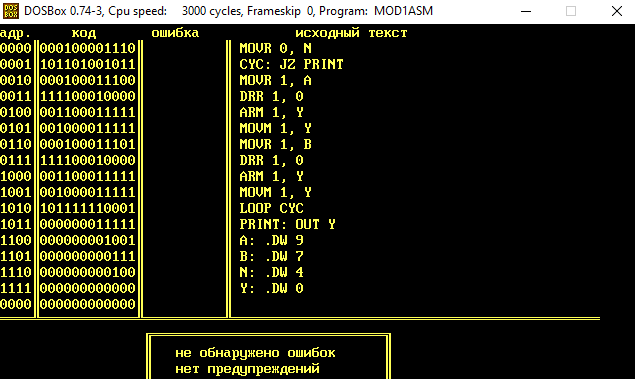 DOSBox 0.74-3, Cpu speed: 3000 cycles, Frameskip 0, Program: MOD1ASM
адр. код ошибка исходный текст
0000 000100001110 MOVR 0, N
0001 101101001011 CYC: JZ PRINT
0010 000100011100 MOVR 1, A
0011 111100010000 DRR 1, 0
0100 001100011111 ARM 1, Y
0101 001000011111 MOVM 1, Y
0110 000100011101 MOVR 1, B
0111 111100010000 DRR 1, 0
1000 001100011111 ARM 1, Y
1001 001000011111 MOVM 1, Y
1010 101111110001 LOOP CYC
1011 000000011111 PRINT: OUT Y
1100 000000001001 A: .DW 9
1101 000000000111 B: .DW 7
1110 000000000100 N: .DW 4
1111 000000000000 Y: .DW 0
0000 000000000000
не обнаружено ошибок
нет предупреждений